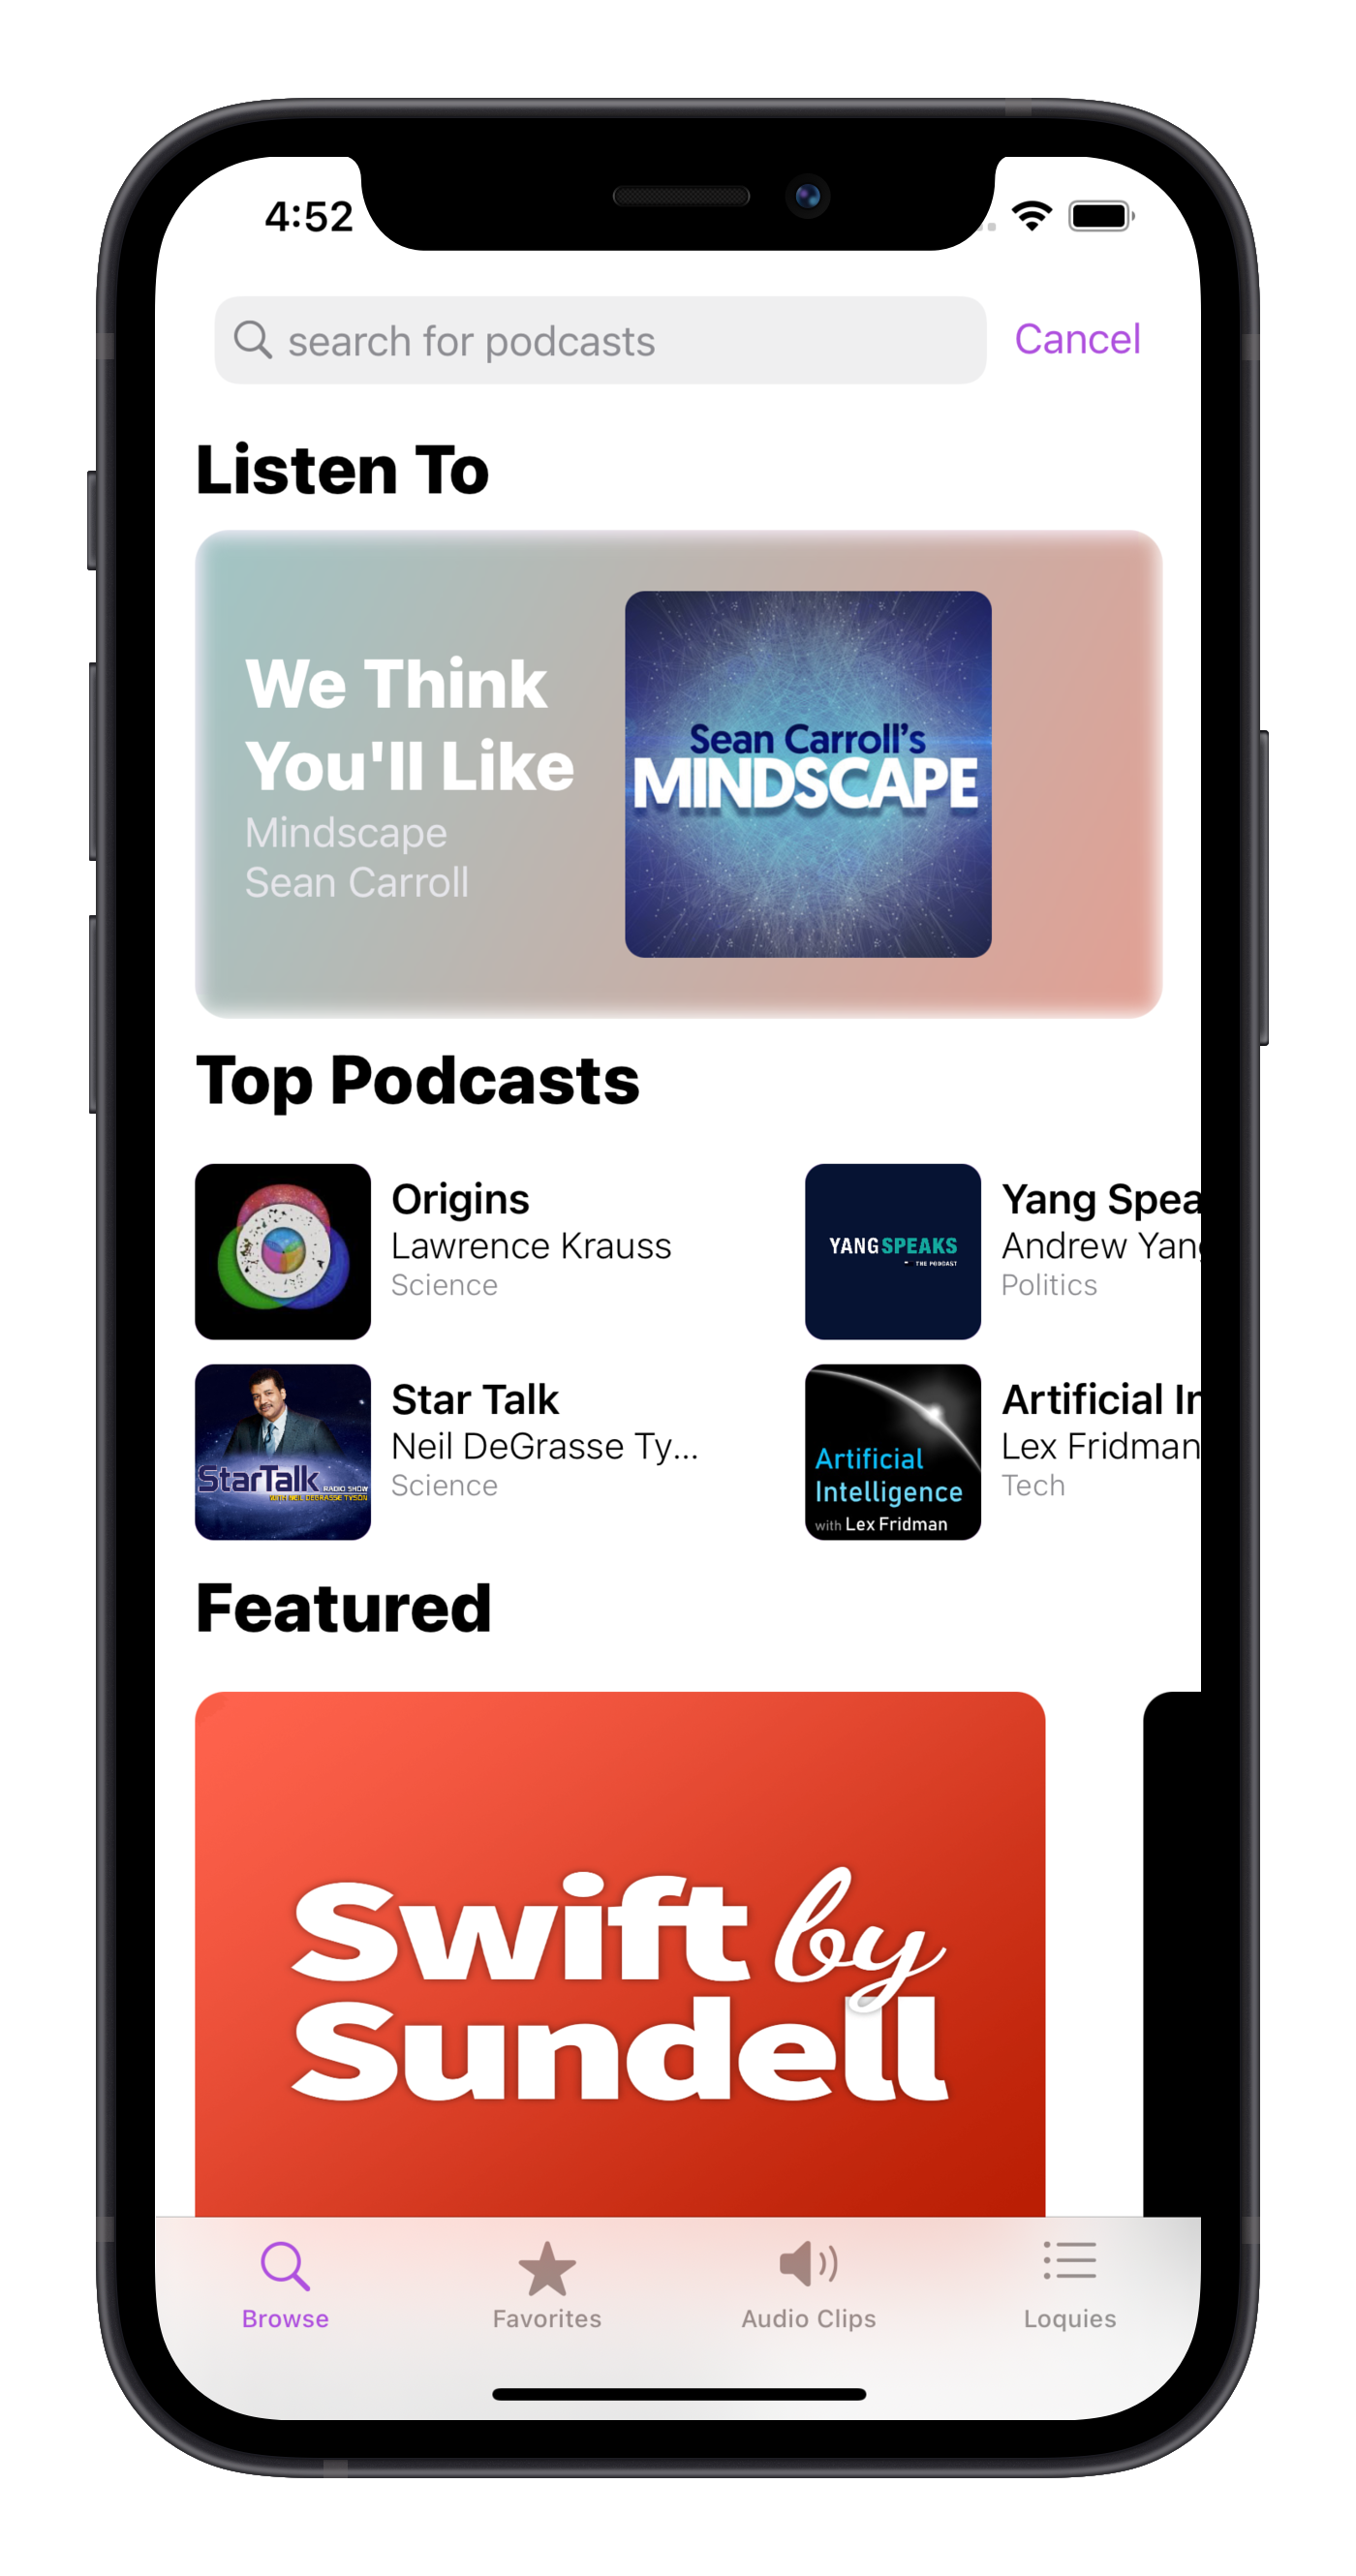 4:52
search for podcasts
Cancel
Listen To
We Think
You'll Like
Mindscape
Sean Carroll
Sean Carroll's
MINDSCAPE
Top Podcasts
Origins
Lawrence Krauss
Science
YANGSPEAKS
THE PODCAST
Yang Spea
Andrew Yang
Politics
StarTalk RADIO SHOW
WITH NEIL DEGRASSE TYSON
Star Talk
Neil DeGrasse Ty...
Science
Artificial
Intelligence
with Lex Fridman
Artificial In
Lex Fridman
Tech
Featured
Swift by
Sundell
Browse
Favorites
Audio Clips
Loquies